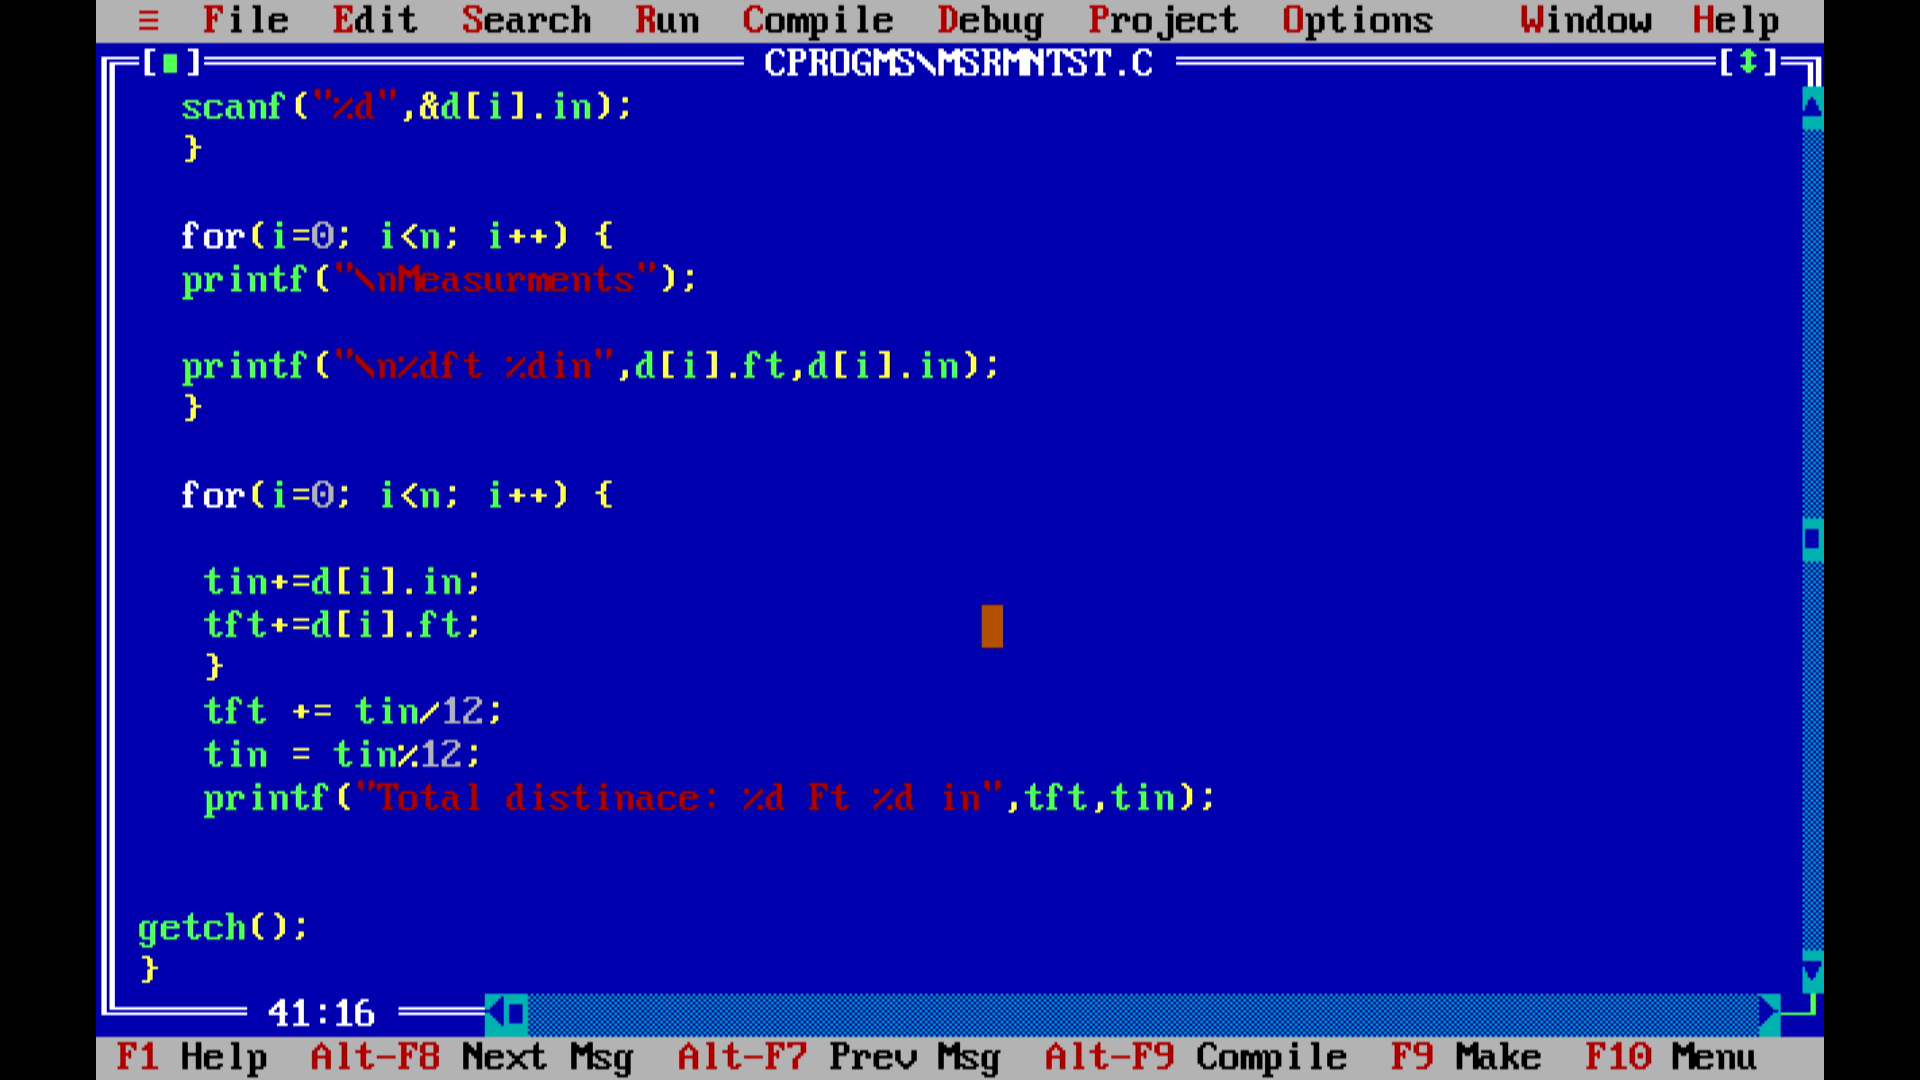 ≡ File Edit Search Run Compile Debug Project Options Window Help
[■] CPROGMS\MSRMNTST.C [↕]
scanf("%d",&d[i].in);
}
for(i=0; i<n; i++) {
printf("\nMeasurments");
printf("\n%dft %din",d[i].ft,d[i].in);
}
for(i=0; i<n; i++) {
tin+=d[i].in;
tft+=d[i].ft;
}
tft += tin/12;
tin = tin%12;
printf("Total distinace: %d Ft %d in",tft,tin);
getch();
}
41:16
F1 Help Alt-F8 Next Msg Alt-F7 Prev Msg Alt-F9 Compile F9 Make F10 Menu